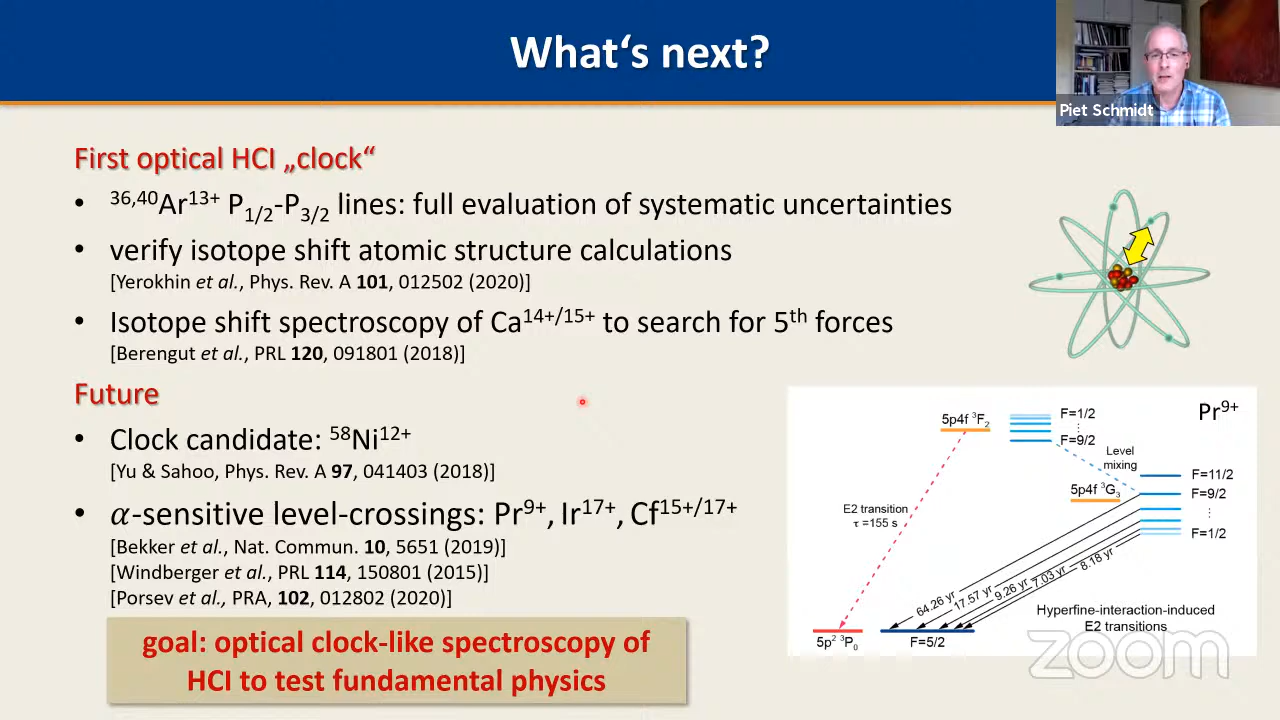 What‘s next?
Piet Schmidt
First optical HCI „clock“
• ³⁶,⁴⁰Ar¹³⁺ P₁/₂-P₃/₂ lines: full evaluation of systematic uncertainties
• verify isotope shift atomic structure calculations
[Yerokhin et al., Phys. Rev. A 101, 012502 (2020)]
• Isotope shift spectroscopy of Ca¹⁴⁺/¹⁵⁺ to search for 5ᵗʰ forces
[Berengut et al., PRL 120, 091801 (2018)]
Future
• Clock candidate: ⁵⁸Ni¹²⁺
[Yu & Sahoo, Phys. Rev. A 97, 041403 (2018)]
• α-sensitive level-crossings: Pr⁹⁺, Ir¹⁷⁺, Cf¹⁵⁺/¹⁷⁺
[Bekker et al., Nat. Commun. 10, 5651 (2019)]
[Windberger et al., PRL 114, 150801 (2015)]
[Porsev et al., PRA, 102, 012802 (2020)]
goal: optical clock-like spectroscopy of
HCI to test fundamental physics
Pr⁹⁺
5p4f ³F₂
F=1/2
⋮
F=9/2
Level
mixing
5p4f ³G₃
F=11/2
F=9/2
⋮
F=1/2
E2 transition
τ =155 s
64.26 yr
17.57 yr
9.26 yr
7.03 yr
8.18 yr
Hyperfine-interaction-induced
E2 transitions
5p² ³P₀
F=5/2
zoom